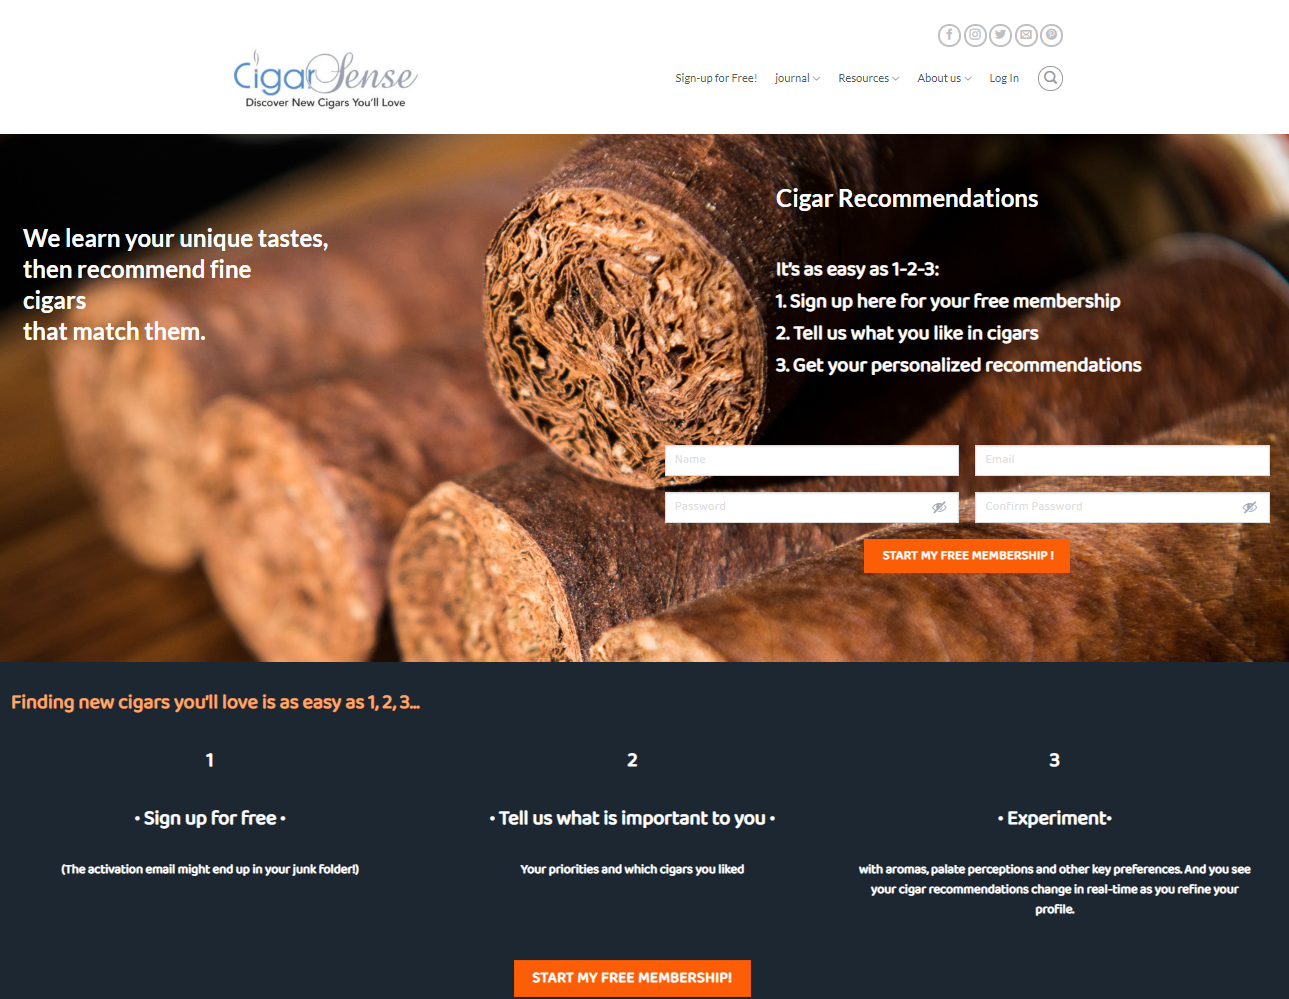 CigarSense
Discover New Cigars You'll Love
Sign-up for Free!
journal
Resources
About us
Log In
We learn your unique tastes,
then recommend fine
cigars
that match them.
Cigar Recommendations
It's as easy as 1-2-3:
1. Sign up here for your free membership
2. Tell us what you like in cigars
3. Get your personalized recommendations
Name
Email
Password
Confirm Password
START MY FREE MEMBERSHIP !
Finding new cigars you'll love is as easy as 1, 2, 3...
1
• Sign up for free •
(The activation email might end up in your junk folder!)
2
• Tell us what is important to you •
Your priorities and which cigars you liked
3
• Experiment•
with aromas, palate perceptions and other key preferences. And you see
your cigar recommendations change in real-time as you refine your
profile.
START MY FREE MEMBERSHIP!